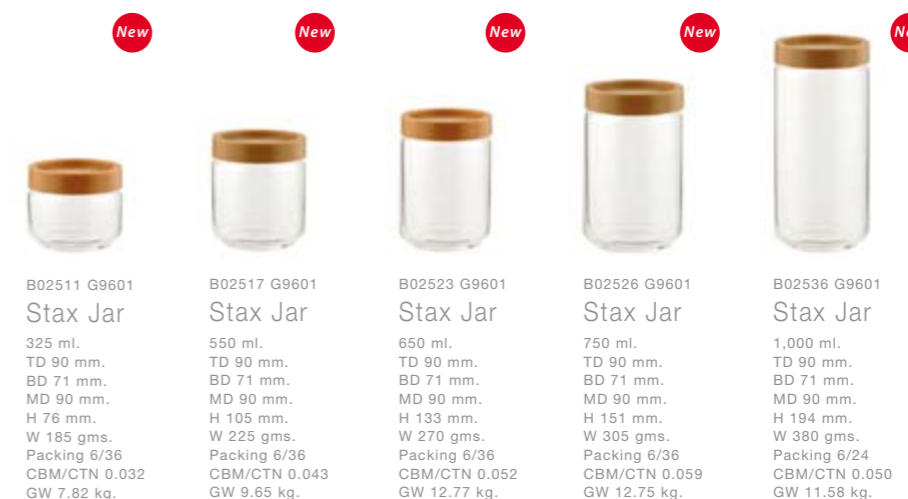 New
New
New
New
B02511 G9601
Stax Jar
325 ml.
TD 90 mm.
BD 71 mm.
MD 90 mm.
H 76 mm.
W 185 gms.
Packing 6/36
CBM/CTN 0.032
GW 7.82 kg.
B02517 G9601
Stax Jar
550 ml.
TD 90 mm.
BD 71 mm.
MD 90 mm.
H 105 mm.
W 225 gms.
Packing 6/36
CBM/CTN 0.043
GW 9.65 kg.
B02523 G9601
Stax Jar
650 ml.
TD 90 mm.
BD 71 mm.
MD 90 mm.
H 133 mm.
W 270 gms.
Packing 6/36
CBM/CTN 0.052
GW 12.77 kg.
B02526 G9601
Stax Jar
750 ml.
TD 90 mm.
BD 71 mm.
MD 90 mm.
H 151 mm.
W 305 gms.
Packing 6/36
CBM/CTN 0.059
GW 12.75 kg.
B02536 G9601
Stax Jar
1,000 ml.
TD 90 mm.
BD 71 mm.
MD 90 mm.
H 194 mm.
W 380 gms.
Packing 6/24
CBM/CTN 0.050
GW 11.58 kg.